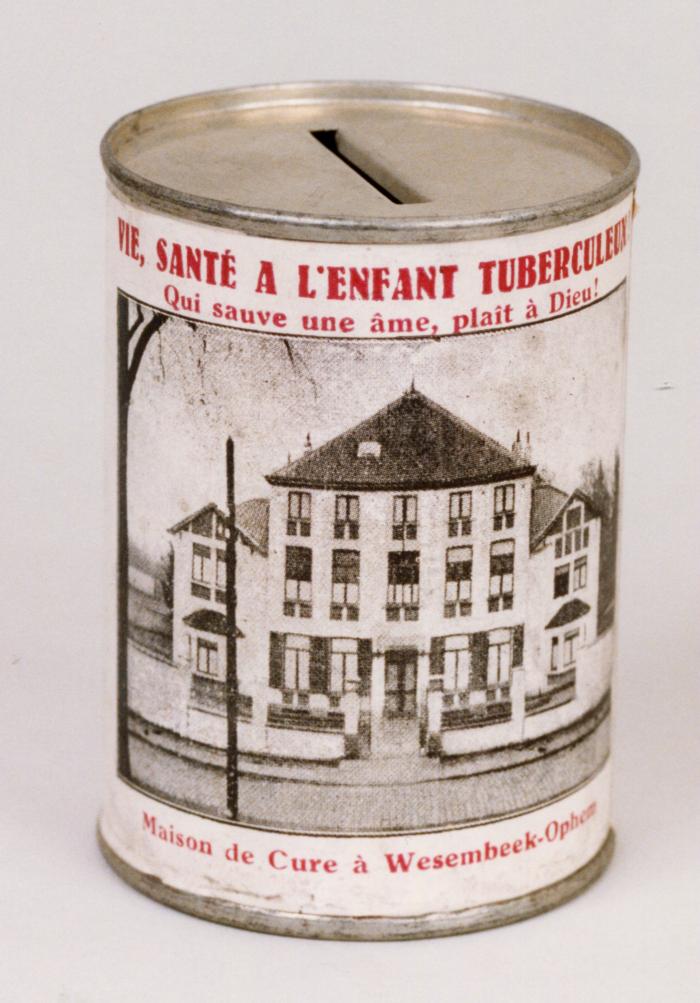 VIE, SANTÉ A L'ENFANT TUBERCULEUX!
Qui sauve une âme, plaît à Dieu!
Maison de Cure à Wesembeek-Ophem